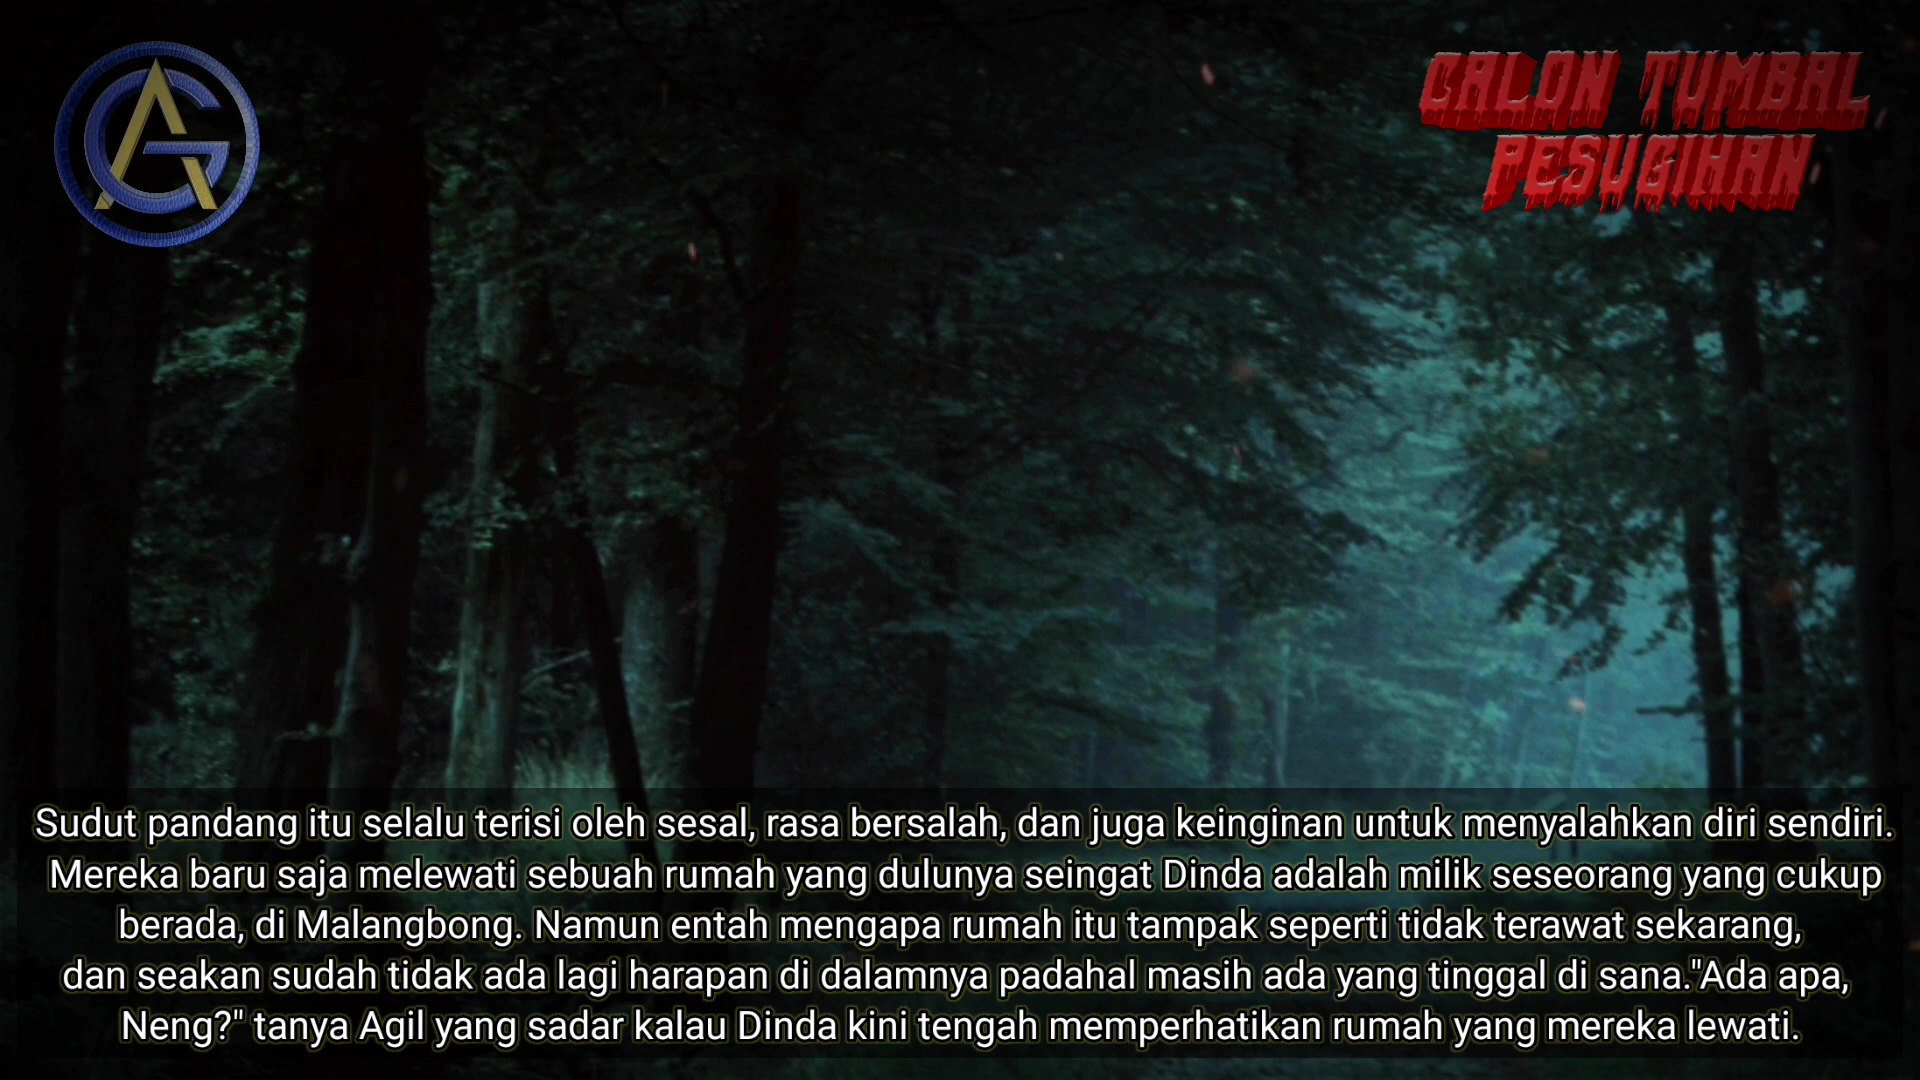 CALON TUMBAL
PESUGIHAN
Sudut pandang itu selalu terisi oleh sesal, rasa bersalah, dan juga keinginan untuk menyalahkan diri sendiri.
Mereka baru saja melewati sebuah rumah yang dulunya seingat Dinda adalah milik seseorang yang cukup
berada, di Malangbong. Namun entah mengapa rumah itu tampak seperti tidak terawat sekarang,
dan seakan sudah tidak ada lagi harapan di dalamnya padahal masih ada yang tinggal di sana."Ada apa,
Neng?" tanya Agil yang sadar kalau Dinda kini tengah memperhatikan rumah yang mereka lewati.